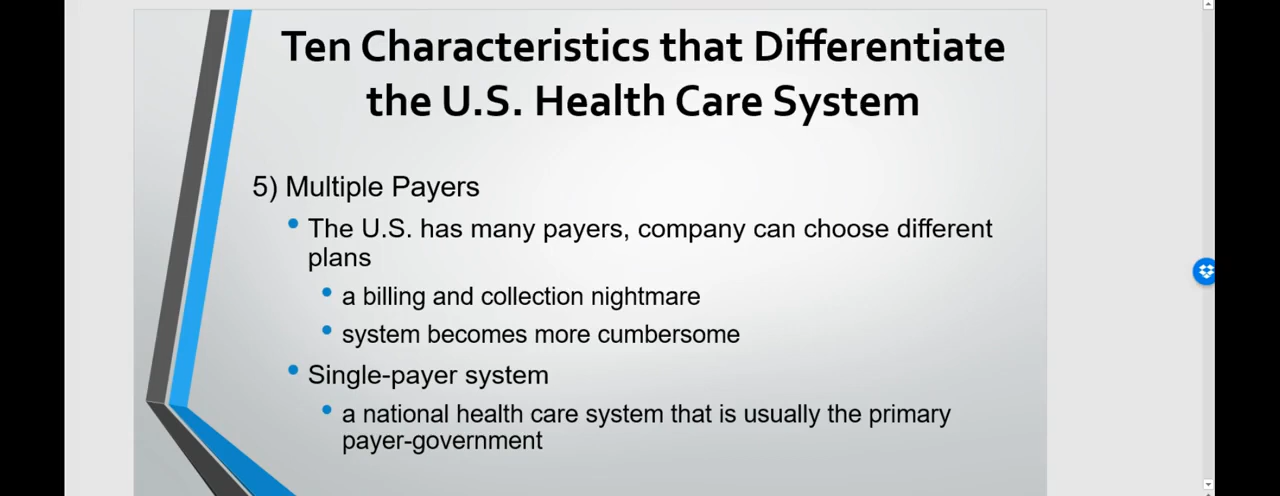 Ten Characteristics that Differentiate
the U.S. Health Care System
5) Multiple Payers
• The U.S. has many payers, company can choose different
plans
• a billing and collection nightmare
• system becomes more cumbersome
• Single-payer system
• a national health care system that is usually the primary
payer-government